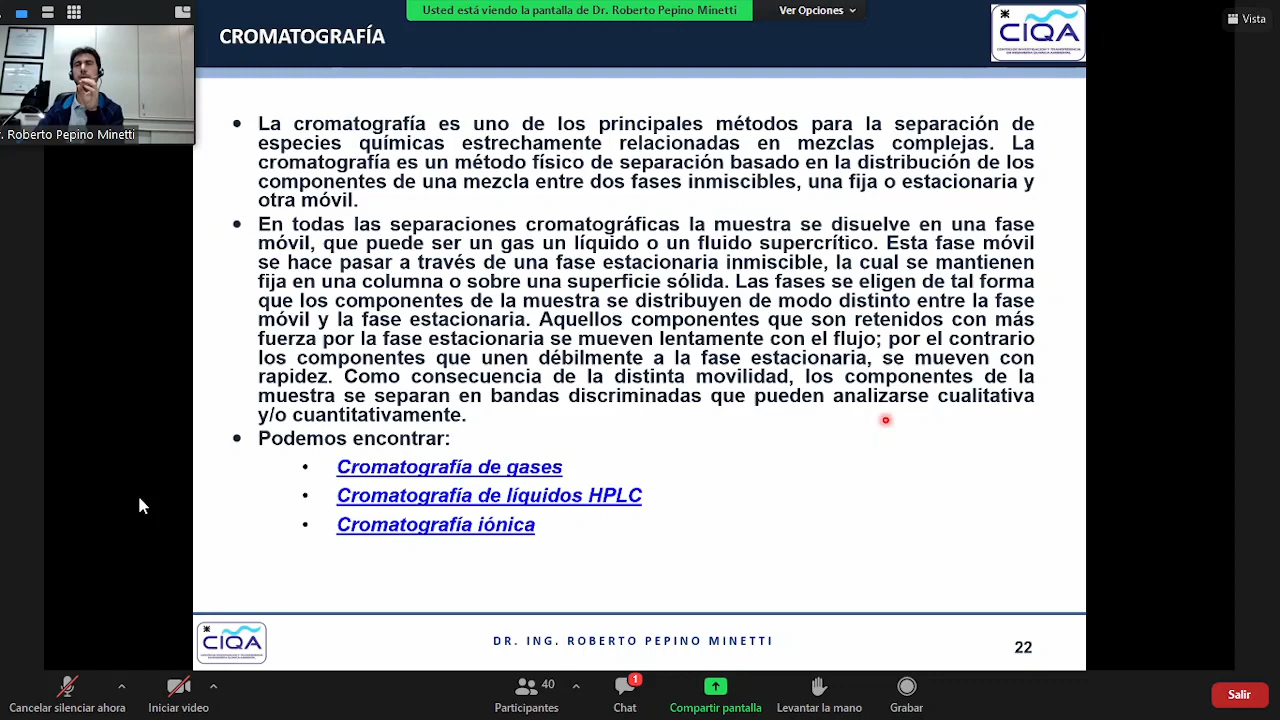 Usted está viendo la pantalla de Dr. Roberto Pepino Minetti
Ver Opciones
Vista
CROMATOGRAFÍA
CIQA
CENTRO DE INVESTIGACIÓN Y TRANSFERENCIA
EN INGENIERÍA QUÍMICA AMBIENTAL
r. Roberto Pepino Minetti
• La cromatografía es uno de los principales métodos para la separación de
especies químicas estrechamente relacionadas en mezclas complejas. La
cromatografía es un método físico de separación basado en la distribución de los
componentes de una mezcla entre dos fases inmiscibles, una fija o estacionaria y
otra móvil.
• En todas las separaciones cromatográficas la muestra se disuelve en una fase
móvil, que puede ser un gas un líquido o un fluido supercrítico. Esta fase móvil
se hace pasar a través de una fase estacionaria inmiscible, la cual se mantienen
fija en una columna o sobre una superficie sólida. Las fases se eligen de tal forma
que los componentes de la muestra se distribuyen de modo distinto entre la fase
móvil y la fase estacionaria. Aquellos componentes que son retenidos con más
fuerza por la fase estacionaria se mueven lentamente con el flujo; por el contrario
los componentes que unen débilmente a la fase estacionaria, se mueven con
rapidez. Como consecuencia de la distinta movilidad, los componentes de la
muestra se separan en bandas discriminadas que pueden analizarse cualitativa
y/o cuantitativamente.
• Podemos encontrar:
• Cromatografía de gases
• Cromatografía de líquidos HPLC
• Cromatografía iónica
CIQA
DR. ING. ROBERTO PEPINO MINETTI
22
Cancelar silenciar ahora
Iniciar video
40
Participantes
1
Chat
Compartir pantalla
Levantar la mano
Grabar
Salir